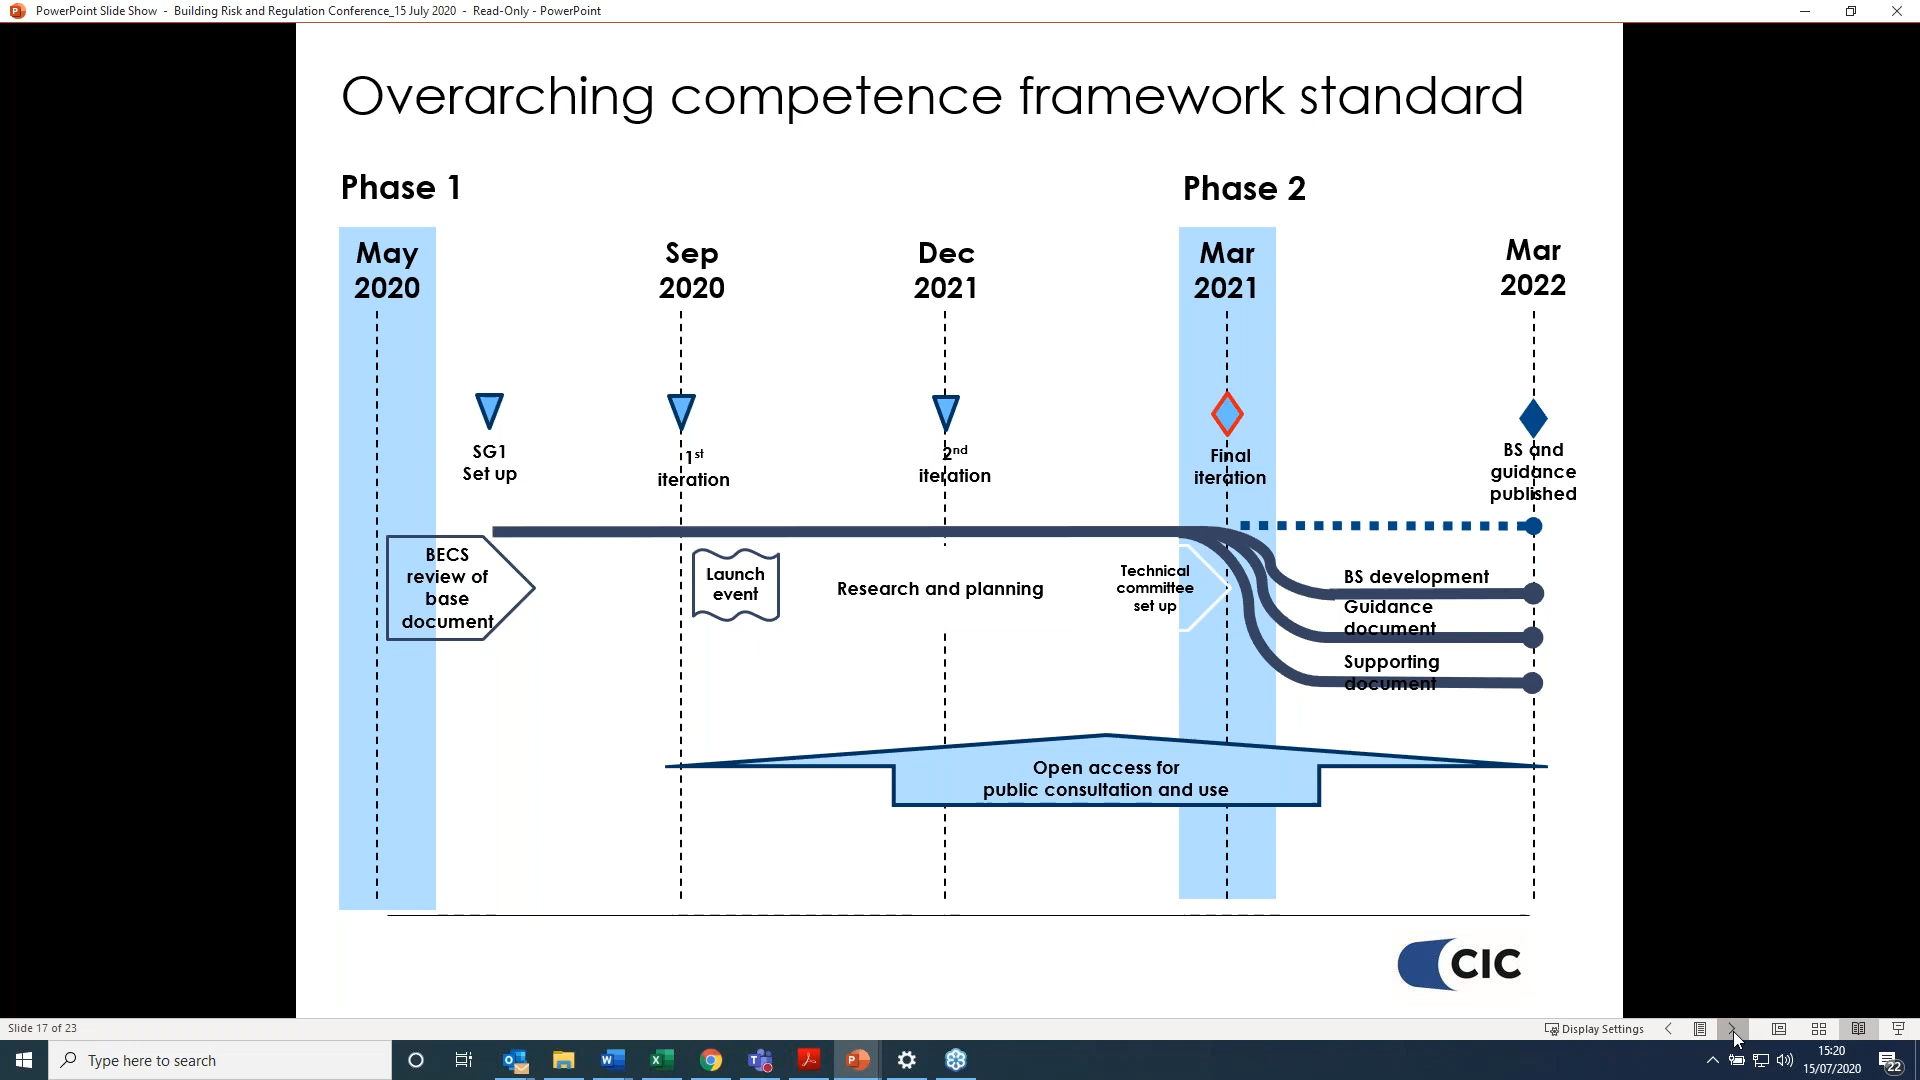 PowerPoint Slide Show - Building Risk and Regulation Conference_15 July 2020 - Read-Only - PowerPoint
Overarching competence framework standard
Phase 1
Phase 2
May
2020
Sep
2020
Dec
2021
Mar
2021
Mar
2022
SG1
Set up
1st
iteration
2nd
iteration
Final
iteration
BS and
guidance
published
BECS
review of
base
document
Launch
event
Research and planning
Technical
committee
set up
BS development
Guidance
document
Supporting
document
Open access for
public consultation and use
CIC
Slide 17 of 23
Display Settings
Type here to search
15:20
15/07/2020
22